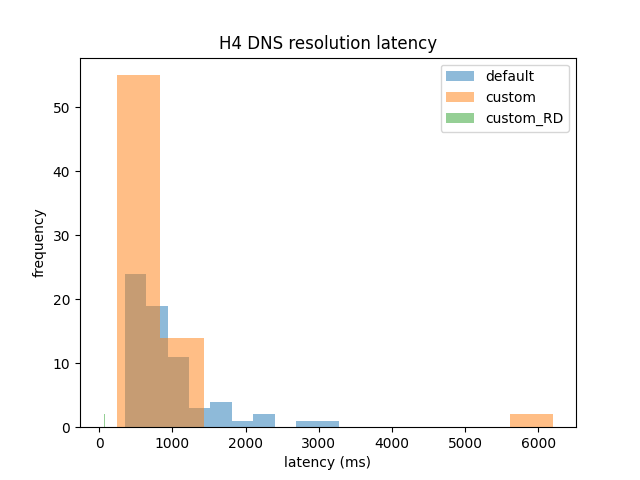 H4 DNS resolution latency
default
custom
custom_RD
frequency
50
40
30
20
10
0
0 1000 2000 3000 4000 5000 6000
latency (ms)